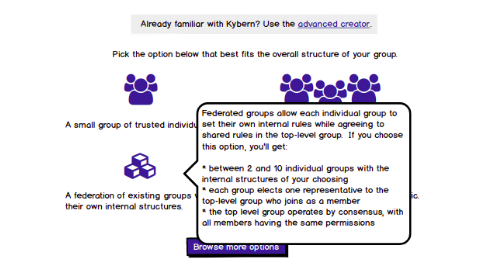 Already familiar with Kybern? Use the advanced creator.
Pick the option below that best fits the overall structure of your group.
A small group of trusted
Federated groups allow each individual group to
set their own internal rules while agreeing to
shared rules in the top-level group. If you choose
this option, you'll get:
* between 2 and 10 individual groups with the
internal structures of your choosing
* each group elects one representative to the
top-level group who joins as a member
* the top level group operates by consensus, with
all members having the same permissions
A federation of existing groups
their own internal structures.
Browse more options